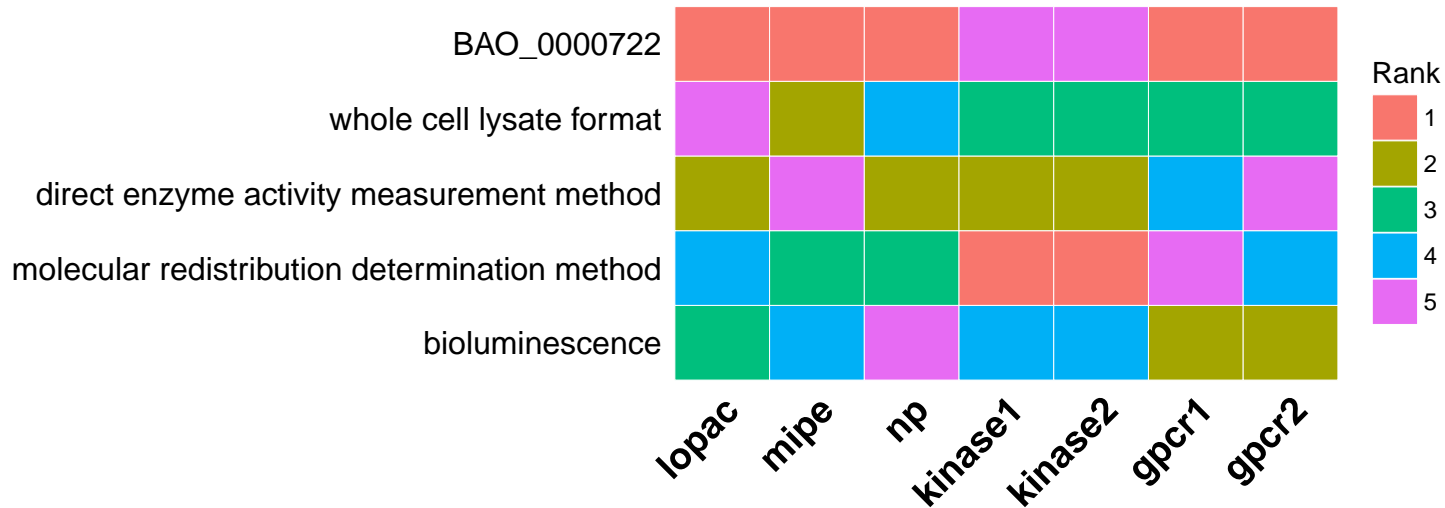 BAO_0000722
whole cell lysate format
direct enzyme activity measurement method
molecular redistribution determination method
bioluminescence
lopac
mipe
np
kinase1
kinase2
gpcr1
gpcr2
Rank
1
2
3
4
5